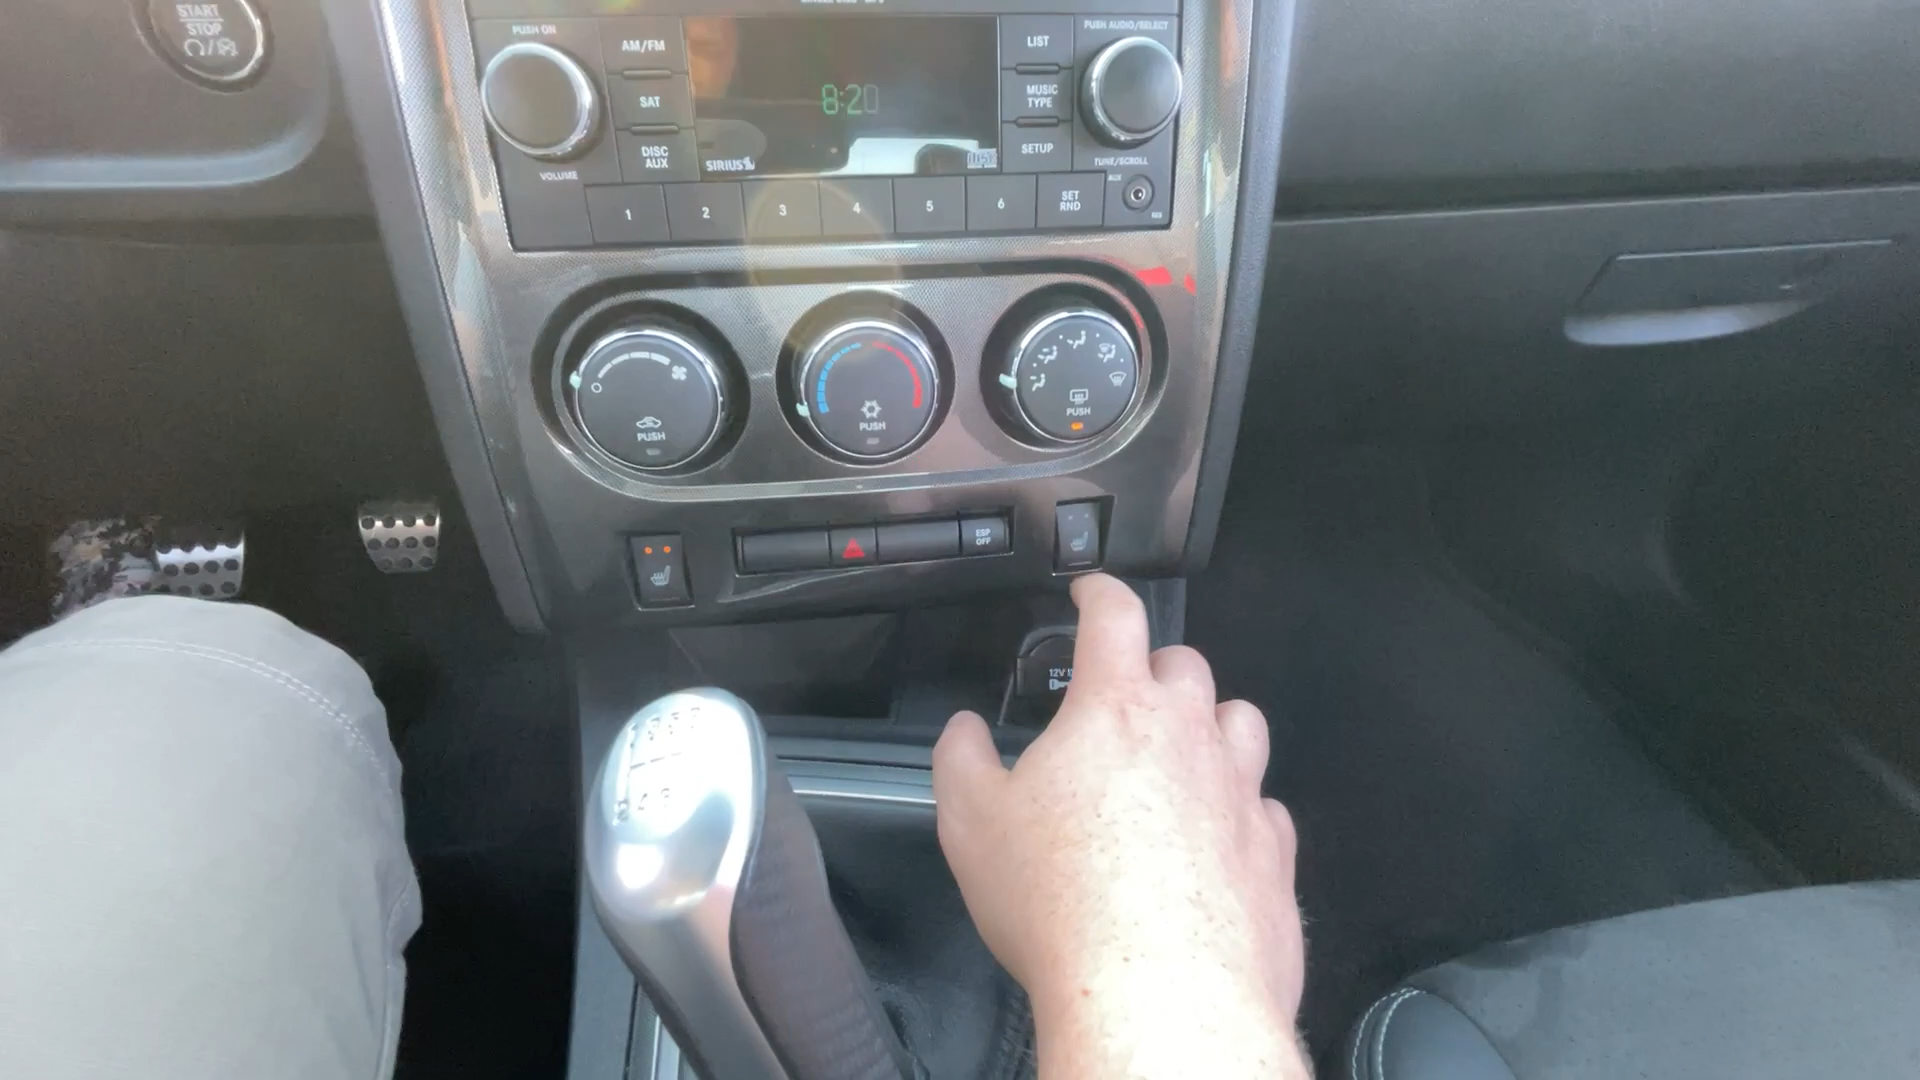 START
STOP
PUSH ON
AM/FM
SAT
DISC
AUX
VOLUME
8:20
SIRIUS
LIST
MUSIC
TYPE
SETUP
PUSH AUDIO/SELECT
TUNE/SCROLL
AUX
1
2
3
4
5
6
SET
RND
PUSH
PUSH
PUSH
ESP
OFF
12V